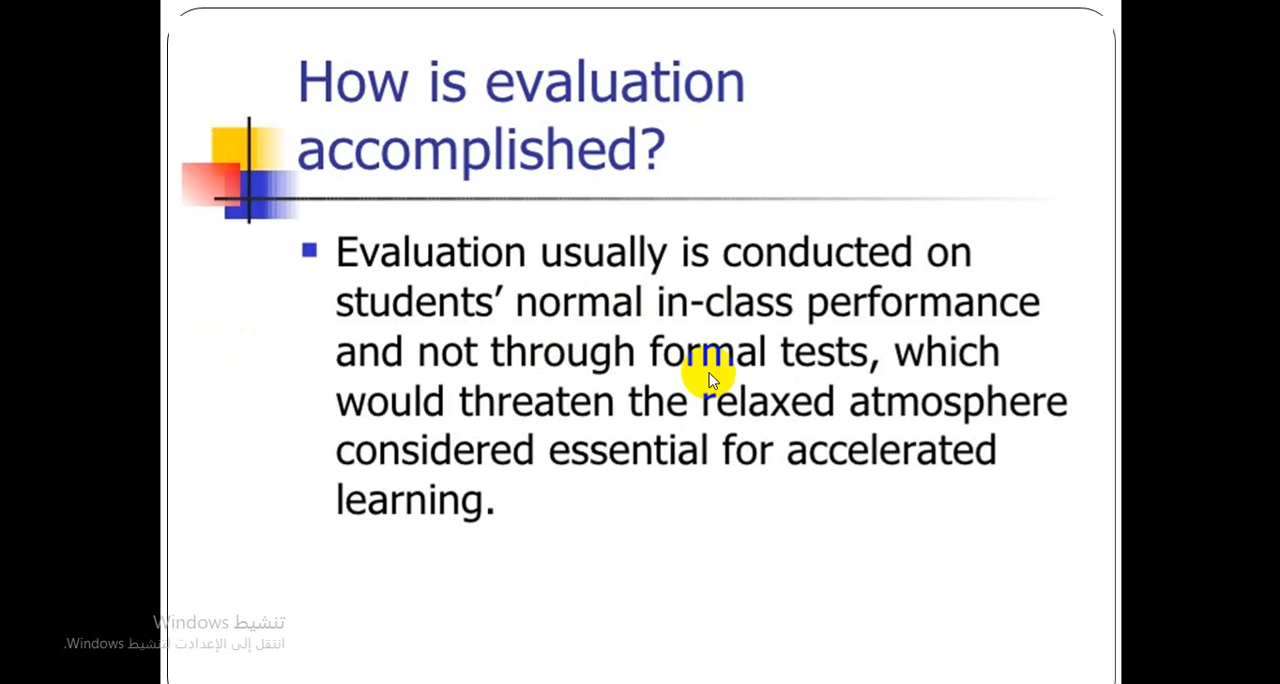 How is evaluation
accomplished?
Evaluation usually is conducted on
students’ normal in-class performance
and not through formal tests, which
would threaten the relaxed atmosphere
considered essential for accelerated
learning.
تنشيط Windows
انتقل إلى الإعدادت لتنشيط Windows.